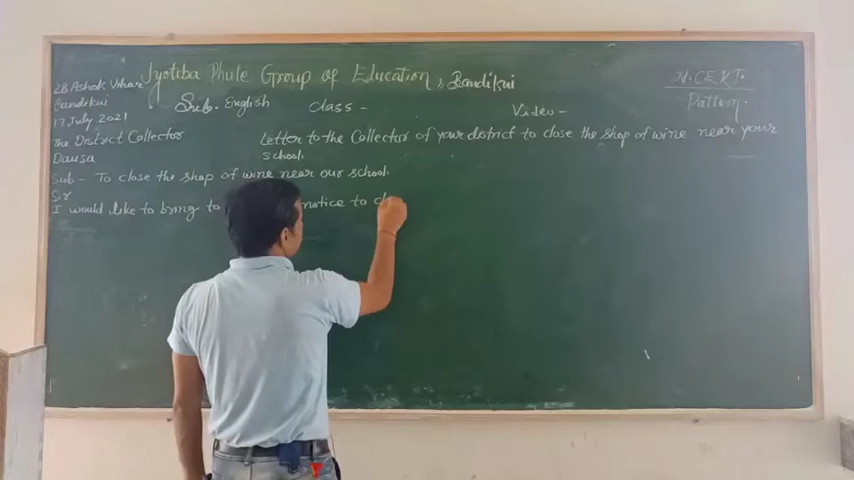 Jyotiba Phule Group of Education, Bandikui
N.C.E.R.T.
Pattern
Sub.- English Class - Video -
28 Ashok Vihar
Bandikui
17 July 2021
The District Collector
Dausa
Letter to the Collector of your district to close the shop of wine near your
school.
Sub - To close the shop of wine near our school.
Sir
I would like to bring to notice to